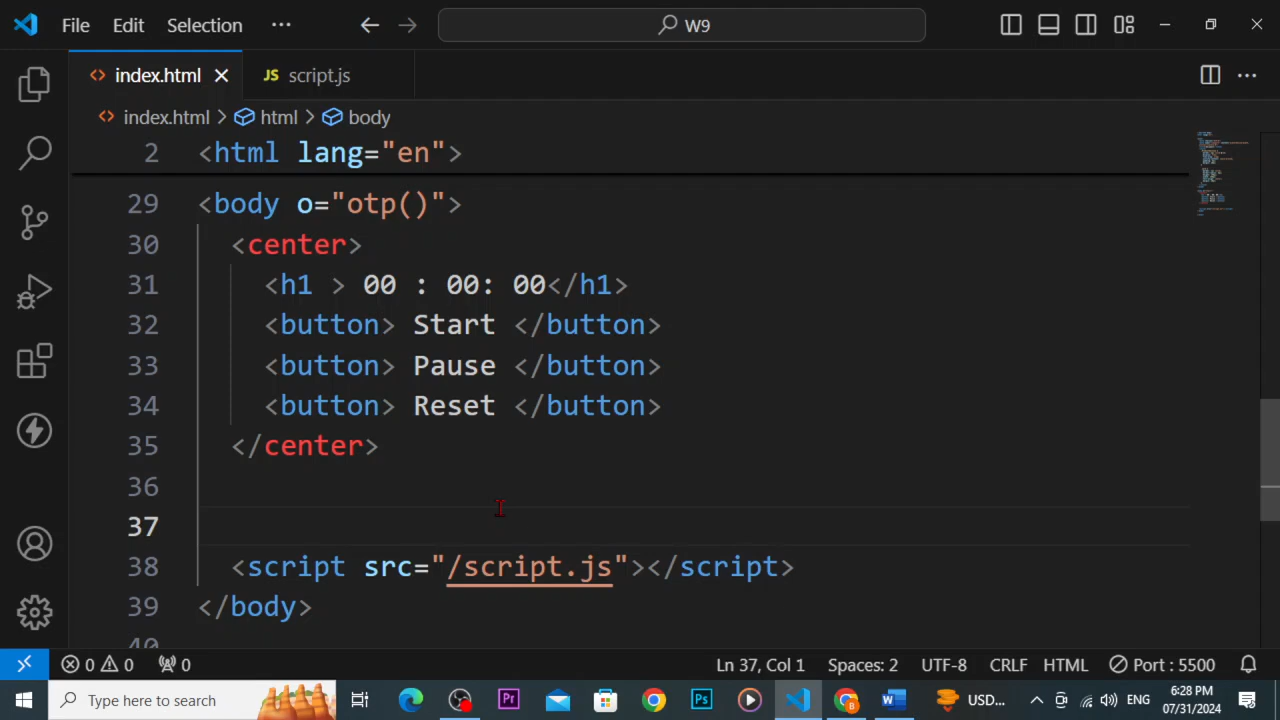 File Edit Selection ··· W9
index.html JS script.js
index.html > html > body
2 <html lang="en">
29 <body o="otp()">
30 <center>
31 <h1 > 00 : 00: 00</h1>
32 <button> Start </button>
33 <button> Pause </button>
34 <button> Reset </button>
35 </center>
36
37
38 <script src="/script.js"></script>
39 </body>
40
0 0 0 Ln 37, Col 1 Spaces: 2 UTF-8 CRLF HTML Port : 5500
Type here to search Pr Ps USD... ENG 6:28 PM
07/31/2024